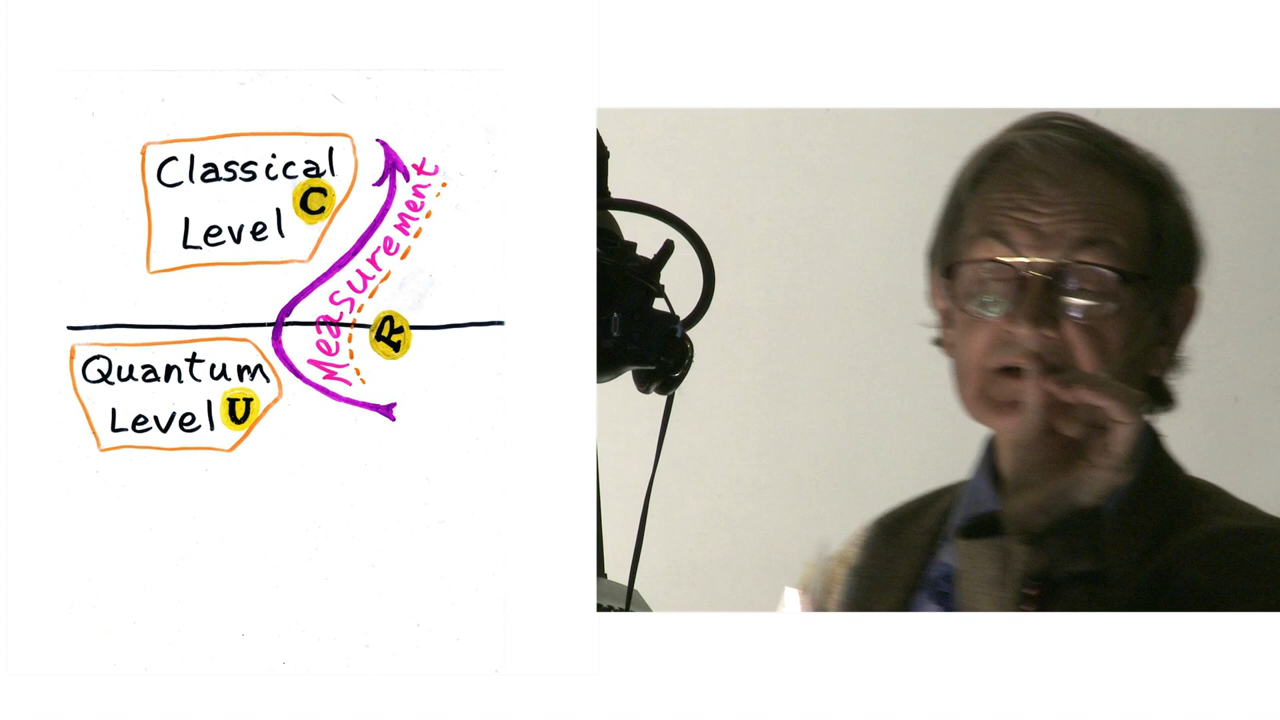 Classical
Level C
Measurement
R
Quantum
Level U